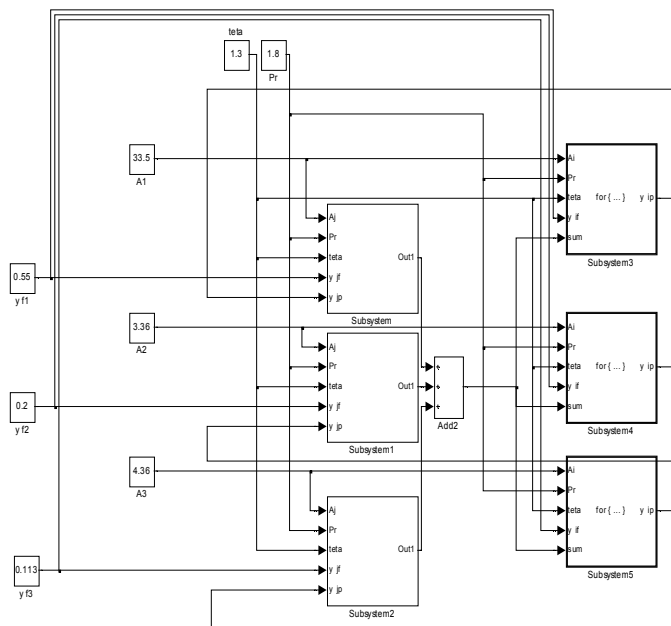 teta
1.3
1.8
Pr
33.5
A1
Aj
Pr
teta
y jf
y jp
Out1
Subsystem
Ai
Pr
teta
y if
sum
for { ... }
y ip
Subsystem3
0.55
y f1
3.36
A2
Aj
Pr
teta
y jf
y jp
Out1
Subsystem1
+
+
+
Add2
Ai
Pr
teta
y if
sum
for { ... }
y ip
Subsystem4
0.2
y f2
4.36
A3
Aj
Pr
teta
y jf
y jp
Out1
Subsystem2
Ai
Pr
teta
y if
sum
for { ... }
y ip
Subsystem5
0.113
y f3